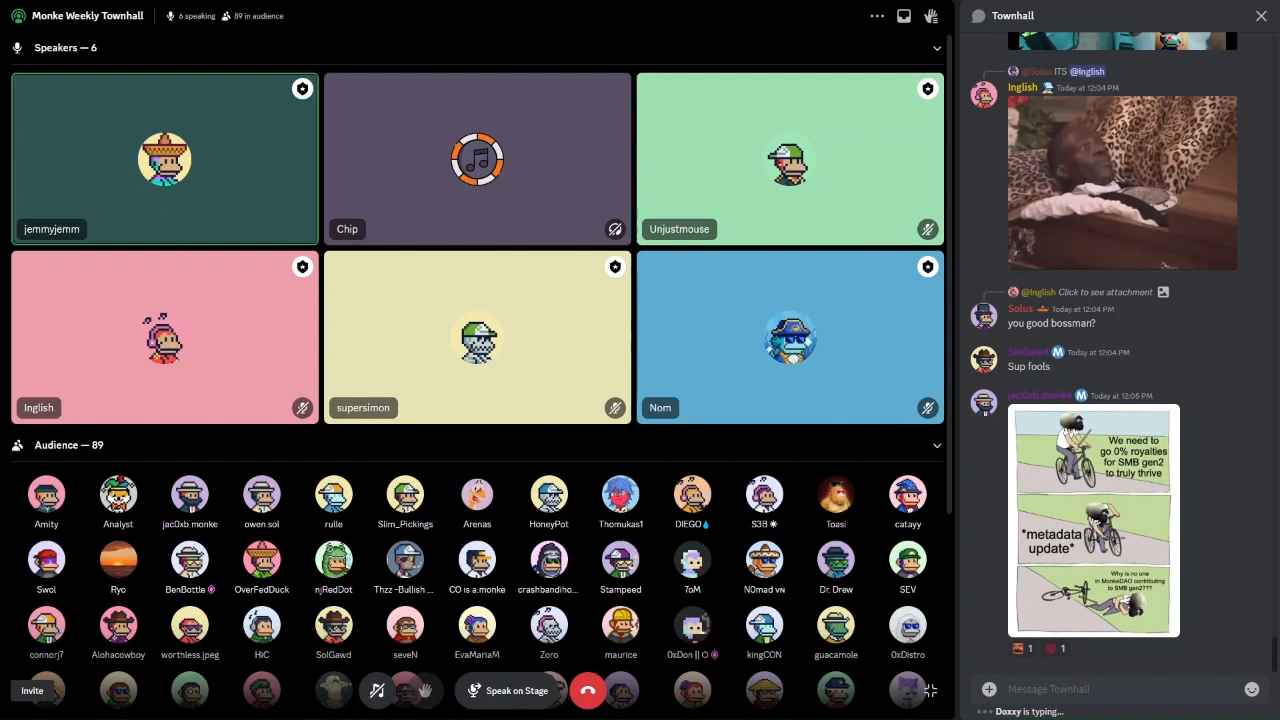 Monke Weekly Townhall
6 speaking
89 in audience
Speakers — 6
jemmyjemm
Chip
Unjustmouse
Inglish
supersimon
Nom
Audience — 89
Amity
Analyst
jac0xb.monke
owen.sol
rulle
Slim_Pickings
Arenas
HoneyPot
Thomukas1
DIEGO💧
S3B ☀
Toasi
catayy
Swol
Ryo
BenBottle
OverFedDuck
njRedDot
Thzz -Bullish ...
CO is a.monke
crashbandiho...
Stampeed
ToM
N0mad ᴠɴ
Dr. Drew
SEV
connorj7
Alohacowboy
worthless.jpeg
HiC
SolGawd
seveN
EvaMariaM
Zoro
maurice
0xDon || O
kingCON
guacamole
0xDistro
Invite
Speak on Stage
Townhall
@Solus ITS @Inglish
Inglish Today at 12:04 PM
@Inglish Click to see attachment
Solus Today at 12:04 PM
you good bossman?
SolGawd M Today at 12:04 PM
Sup fools
jac0xb.monke M Today at 12:05 PM
We need to
go 0% royalties
for SMB gen2
to truly thrive
*metadata
update*
Why is no one
in MonkeDAO contributing
to SMB gen2???
1
1
Message Townhall
Doxxy is typing...